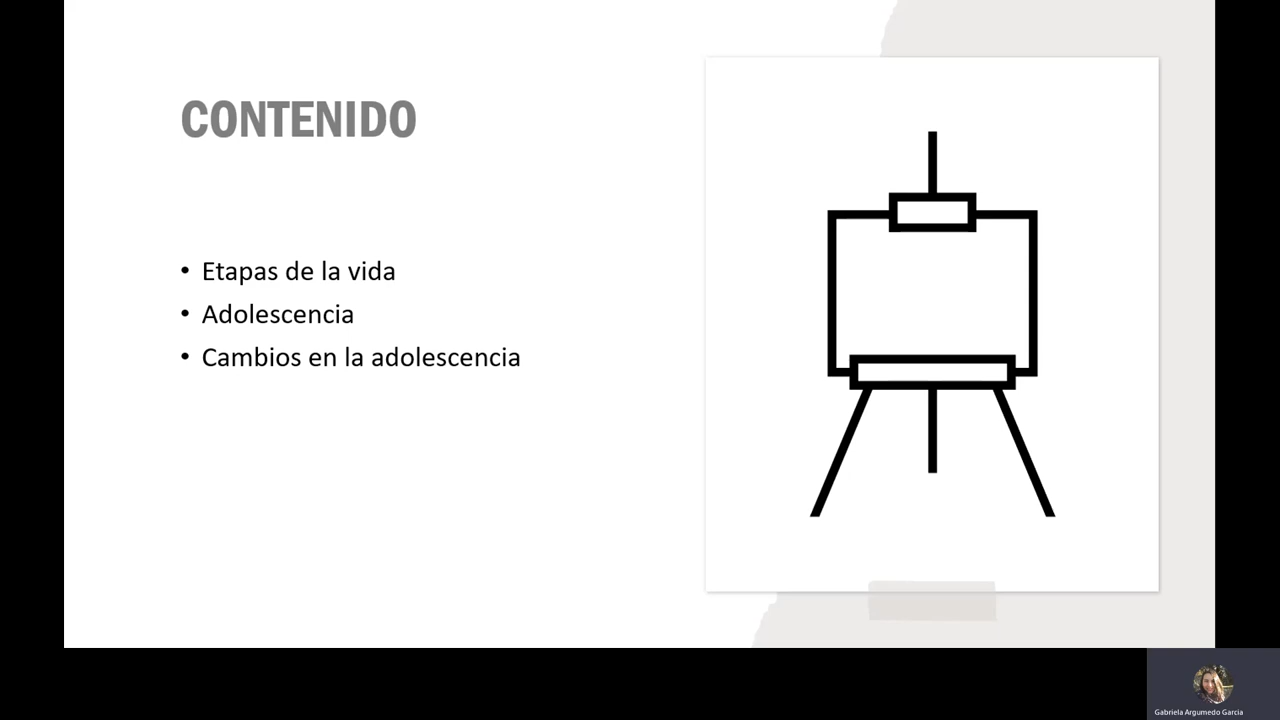 CONTENIDO
• Etapas de la vida
• Adolescencia
• Cambios en la adolescencia
Gabriela Argumedo Garcia